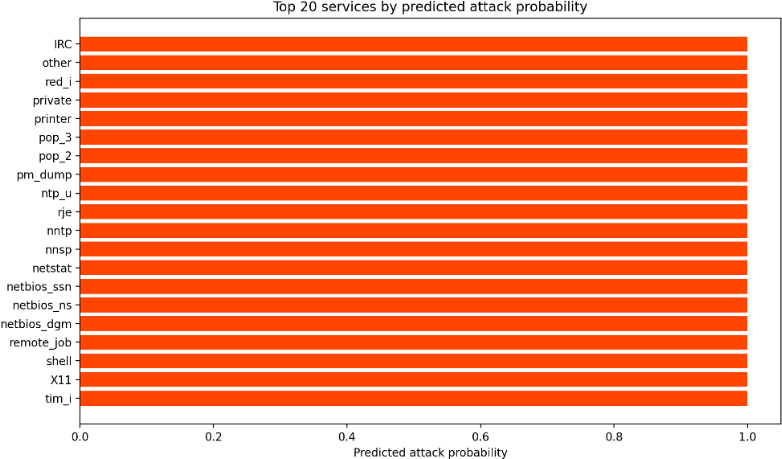 Top 20 services by predicted attack probability
IRC
other
red_i
private
printer
pop_3
pop_2
pm_dump
ntp_u
rje
nntp
nnsp
netstat
netbios_ssn
netbios_ns
netbios_dgm
remote_job
shell
X11
tim_i
0.0 0.2 0.4 0.6 0.8 1.0
Predicted attack probability